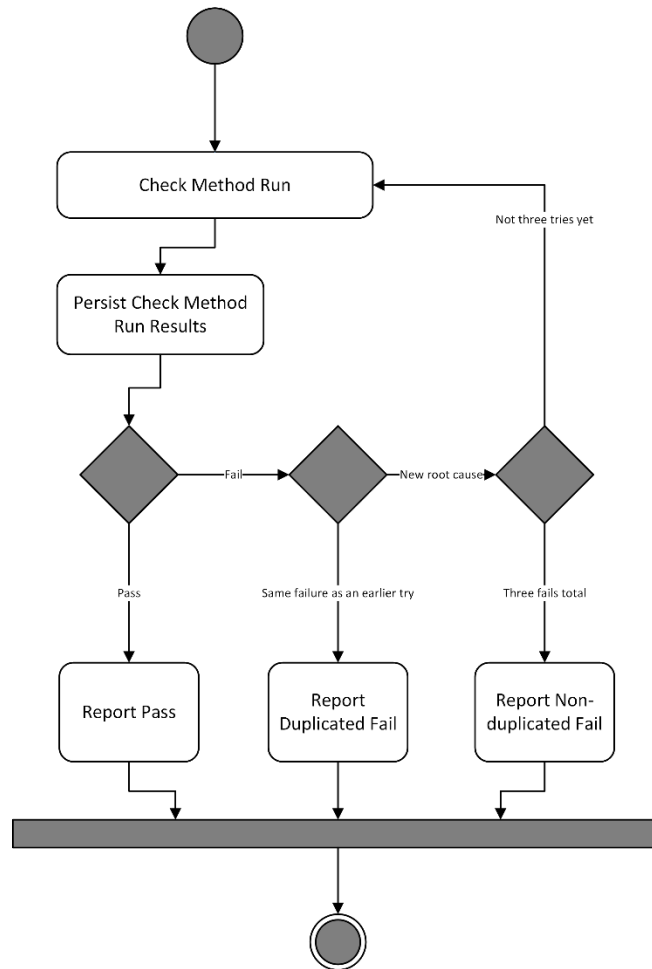 Check Method Run
Not three tries yet
Persist Check Method
Run Results
Fail
New root cause
Pass
Same failure as an earlier try
Three fails total
Report Pass
Report
Duplicated Fail
Report Non-
duplicated Fail